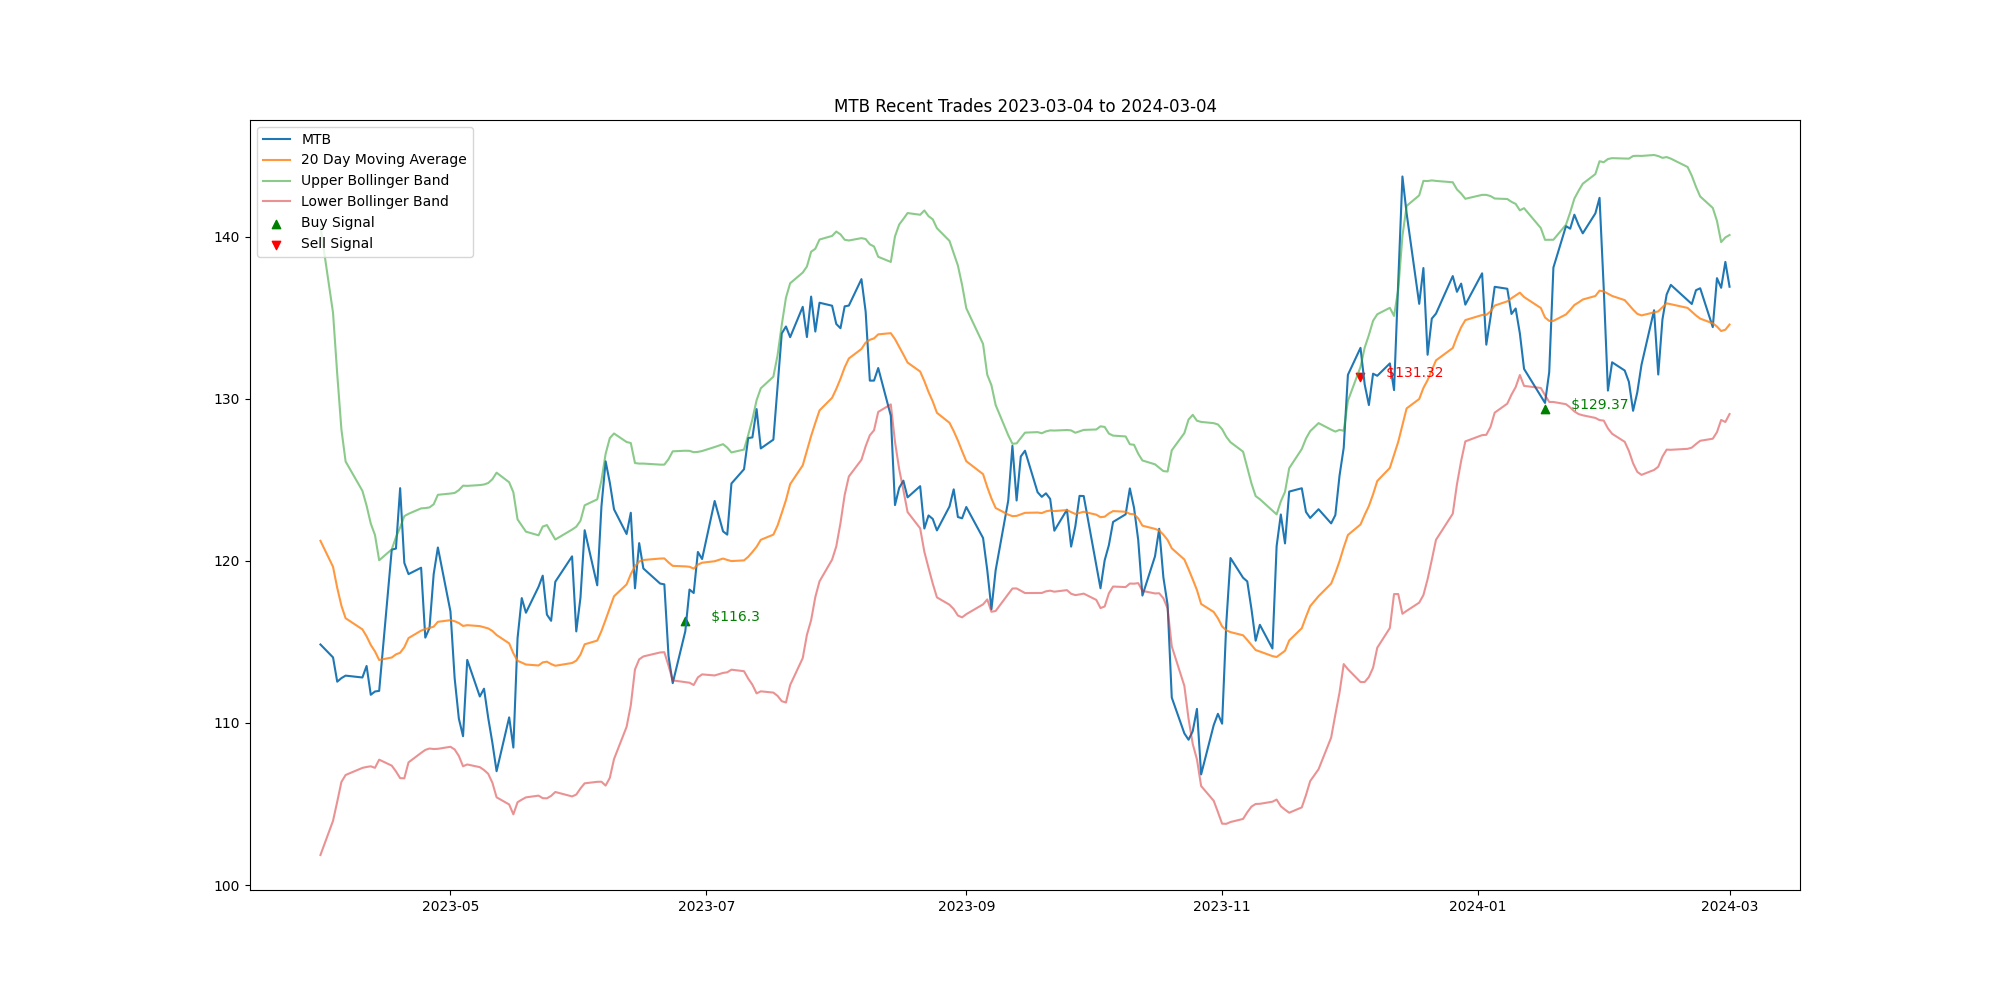 MTB Recent Trades 2023-03-04 to 2024-03-04
MTB
20 Day Moving Average
Upper Bollinger Band
Lower Bollinger Band
Buy Signal
Sell Signal
140
130
120
110
100
$131.32
$129.37
$116.3
2023-05
2023-07
2023-09
2023-11
2024-01
2024-03